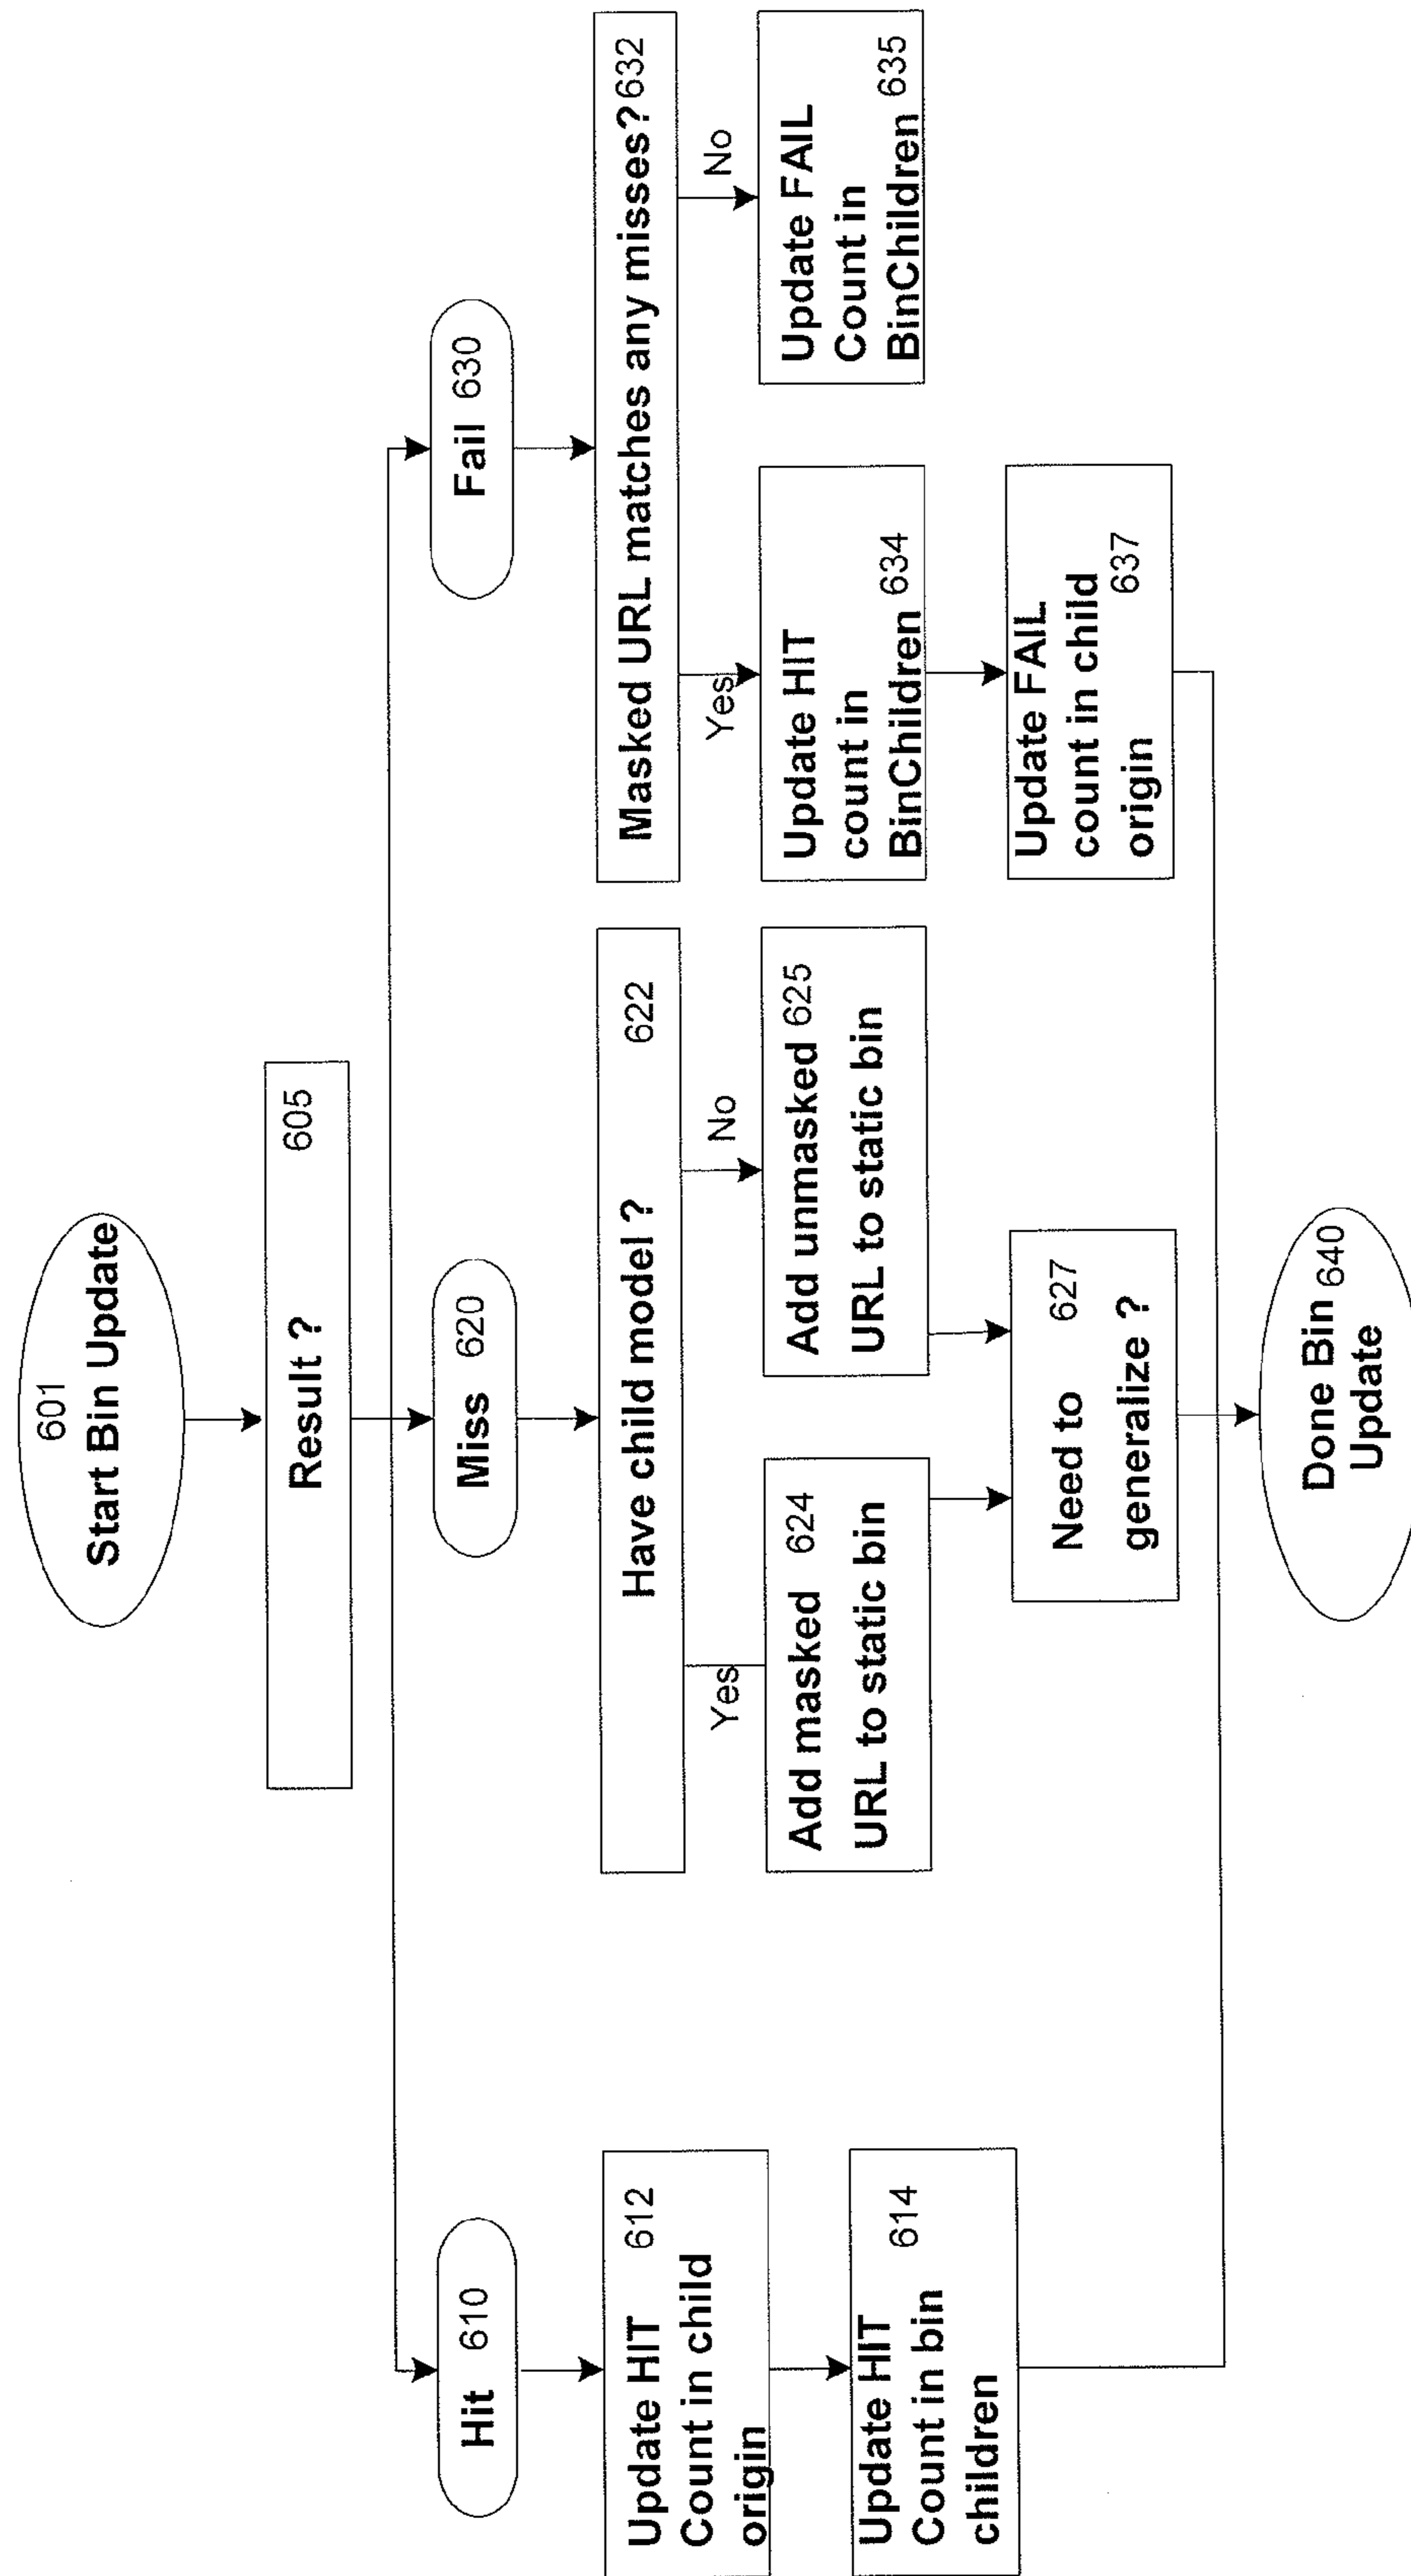 601
Start Bin Update
Result ? 605
Hit 610
Update HIT 612
Count in child
origin
Update HIT
Count in bin 614
children
Miss 620
Have child model ? 622
Yes
No
Add masked 624
URL to static bin
Add unmasked 625
URL to static bin
Need to 627
generalize ?
Fail 630
Masked URL matches any misses? 632
Yes
No
Update HIT
count in
BinChildren 634
Update FAIL
Count in
BinChildren 635
Update FAIL
count in child
origin 637
Done Bin 640
Update